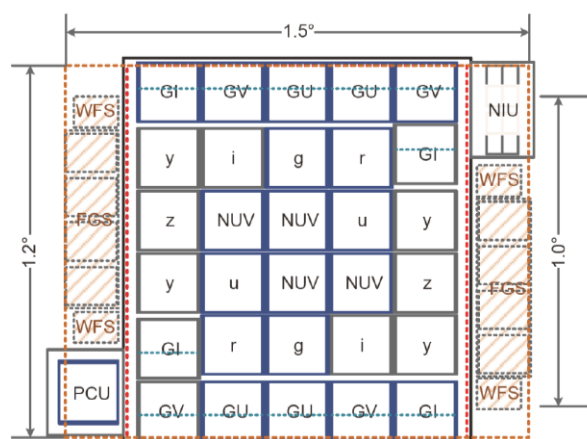 1.5°
GI GV GU GU GV
WFS NIU
y i g r GI
WFS
z NUV NUV u y
FGS
1.2° 1.0°
y u NUV NUV z
FGS
WFS
GI r g i y
PCU
WFS
GV GU GU GV GI